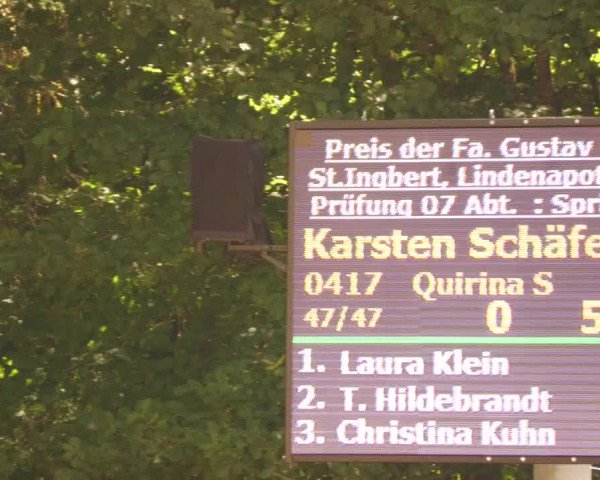 Preis der Fa. Gustav
St.Ingbert, Lindenapot
Prüfung 07 Abt. : Spri
Karsten Schäfe
0417 Quirina S
47/47 0 5
1. Laura Klein
2. T. Hildebrandt
3. Christina Kuhn